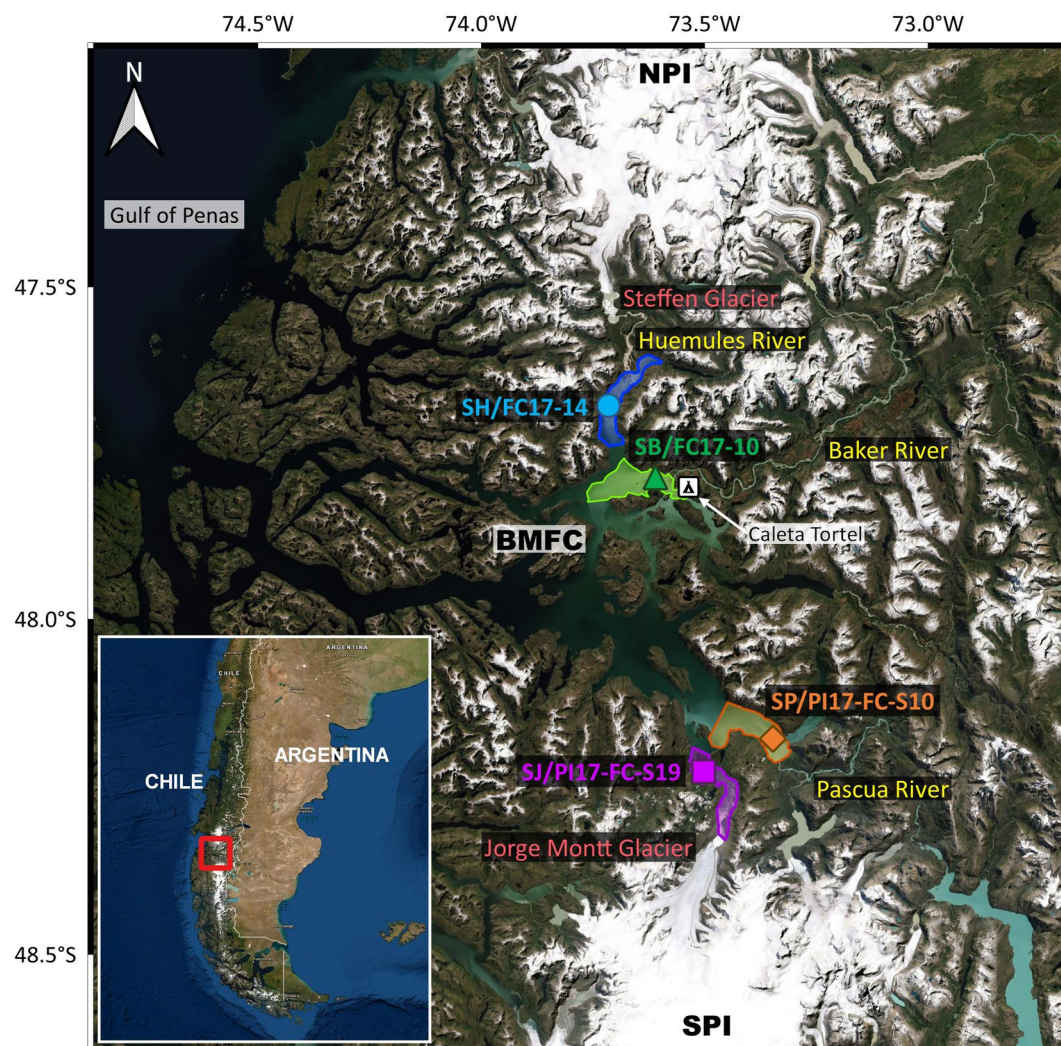 74.5°W 74.0°W 73.5°W 73.0°W
N
NPI
Gulf of Penas
47.5°S
Steffen Glacier
Huemules River
SH/FC17-14
SB/FC17-10
Baker River
BMFC
Caleta Tortel
48.0°S
SP/PI17-FC-S10
SJ/PI17-FC-S19
Pascua River
Jorge Montt Glacier
48.5°S
SPI
ARGENTINA
CHILE
ARGENTINA
CHILE